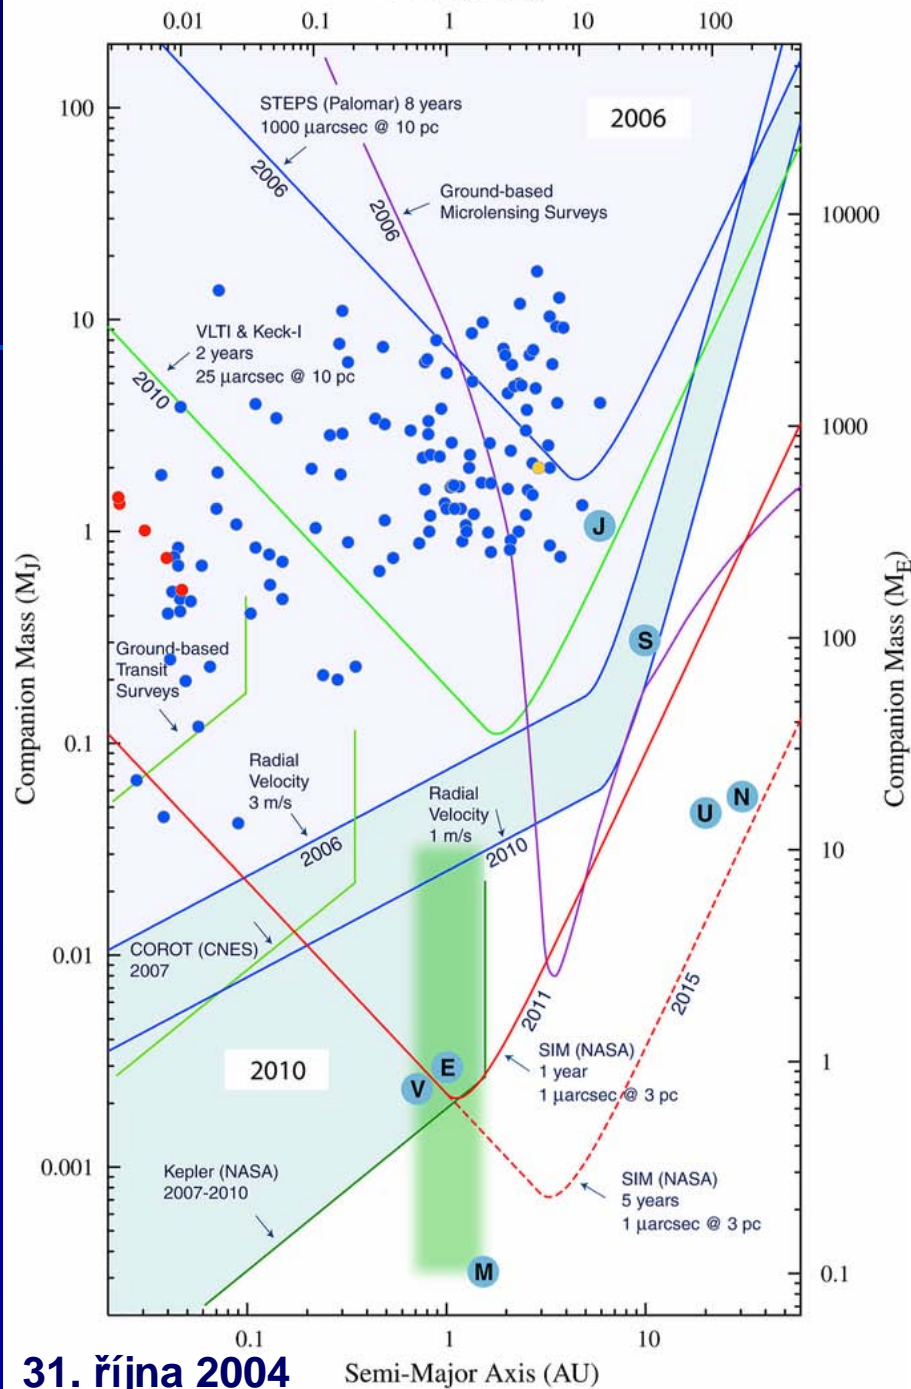 0.01 0.1 1 10 100
100
10
1
0.1
0.01
0.001
Companion Mass (MJ)
10000
1000
100
10
1
0.1
Companion Mass (ME)
2006
STEPS (Palomar) 8 years
1000 µarcsec @ 10 pc
2006
Ground-based
Microlensing Surveys
2006
VLTI & Keck-I
2 years
25 µarcsec @ 10 pc
2010
J
S
Ground-based
Transit
Surveys
Radial
Velocity
3 m/s
2006
Radial
Velocity
1 m/s
2010
U
N
COROT (CNES)
2007
2011
2015
2010
V
E
SIM (NASA)
1 year
1 µarcsec @ 3 pc
Kepler (NASA)
2007-2010
SIM (NASA)
5 years
1 µarcsec @ 3 pc
M
0.1 1 10
Semi-Major Axis (AU)
31. října 2004